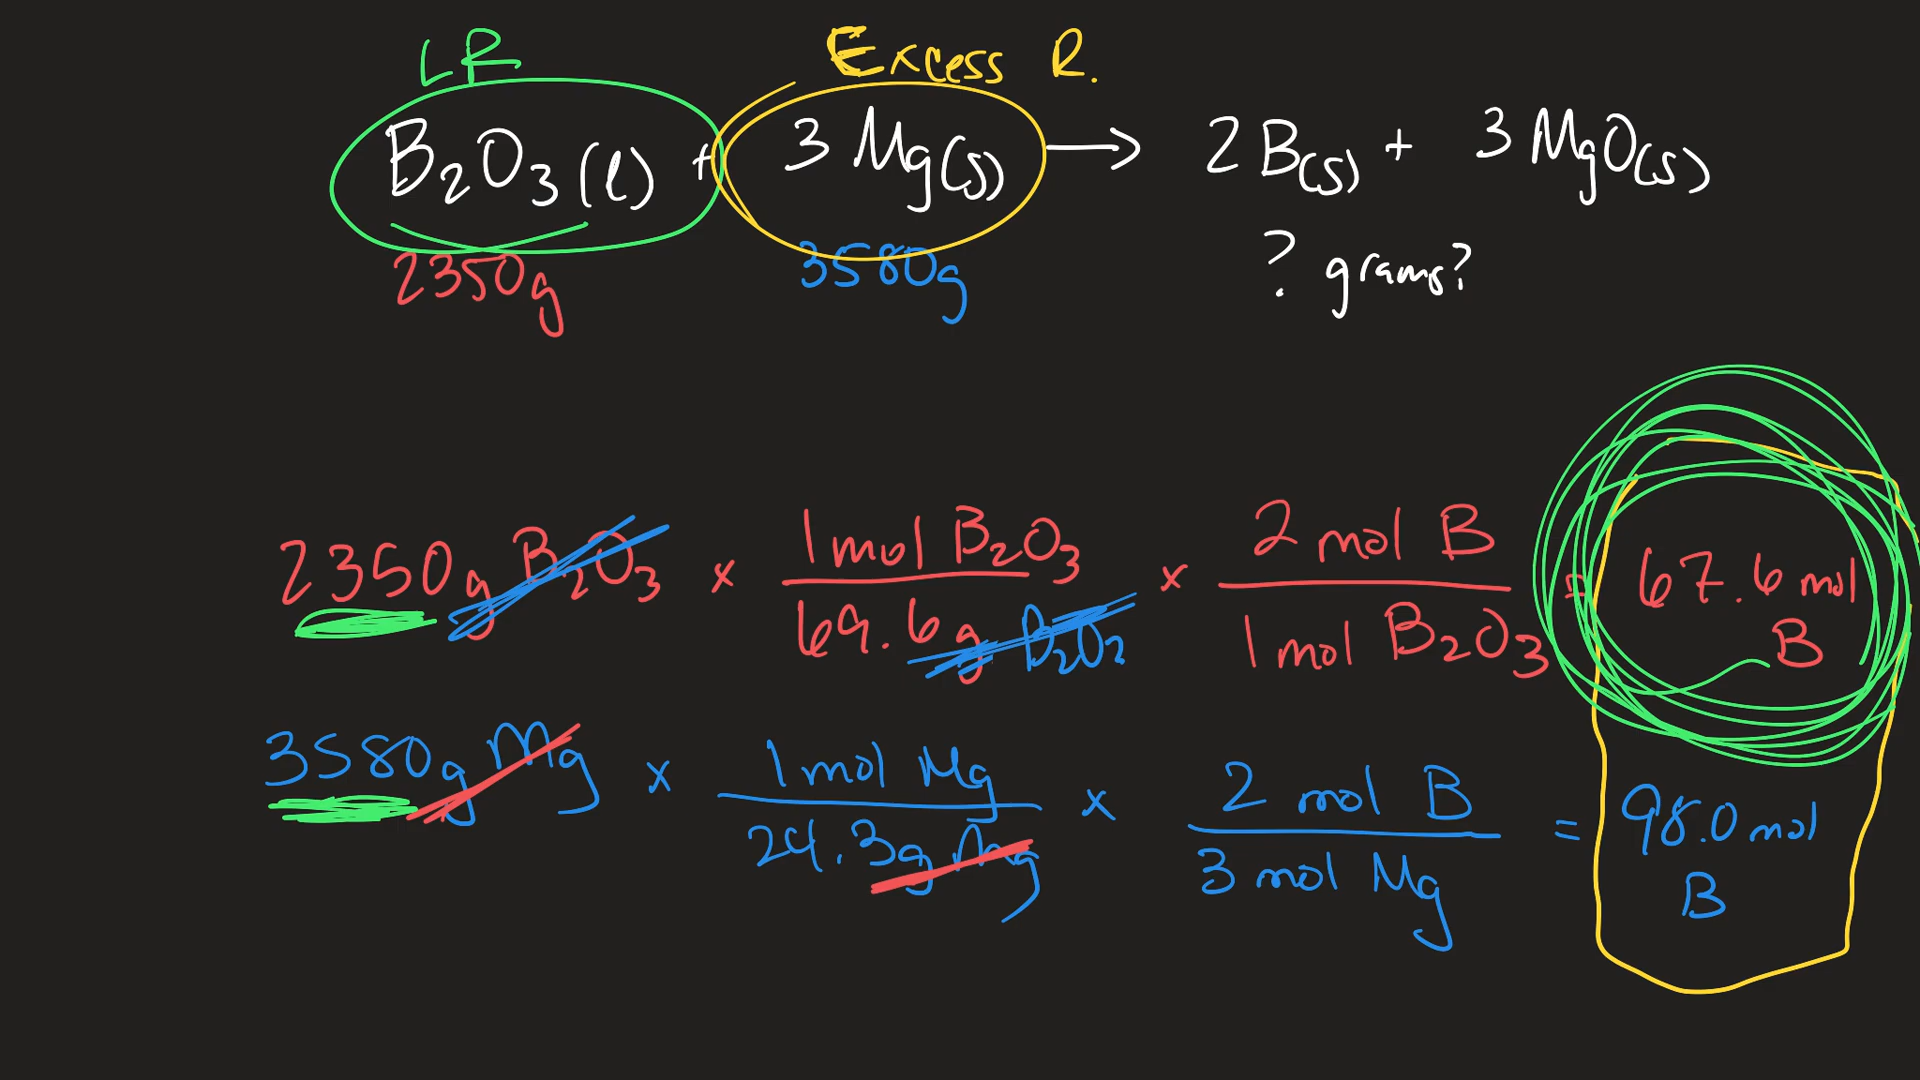 LR Excess R.
B₂O₃(l) + 3 Mg(s) → 2B(s) + 3 MgO(s)
2350g 3580g ? grams?
2350g B₂O₃ × 1 mol B₂O₃ / 69.6g B₂O₂ × 2 mol B / 1 mol B₂O₃ = 67.6 mol B
3580g Mg × 1 mol Mg / 24.3g Mg × 2 mol B / 3 mol Mg = 98.0 mol B